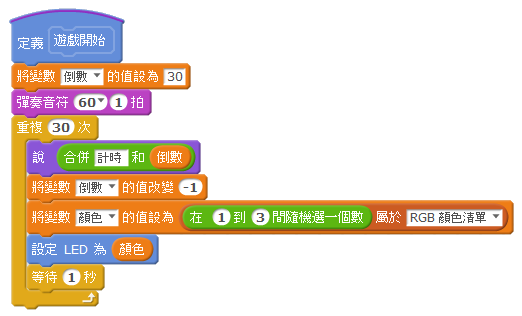 定義 遊戲開始
將變數 倒數 的值設為 30
彈奏音符 60 1 拍
重複 30 次
說 合併 計時 和 倒數
將變數 倒數 的值改變 -1
將變數 顏色 的值設為 在 1 到 3 間隨機選一個數 屬於 RGB 顏色清單
設定 LED 為 顏色
等待 1 秒